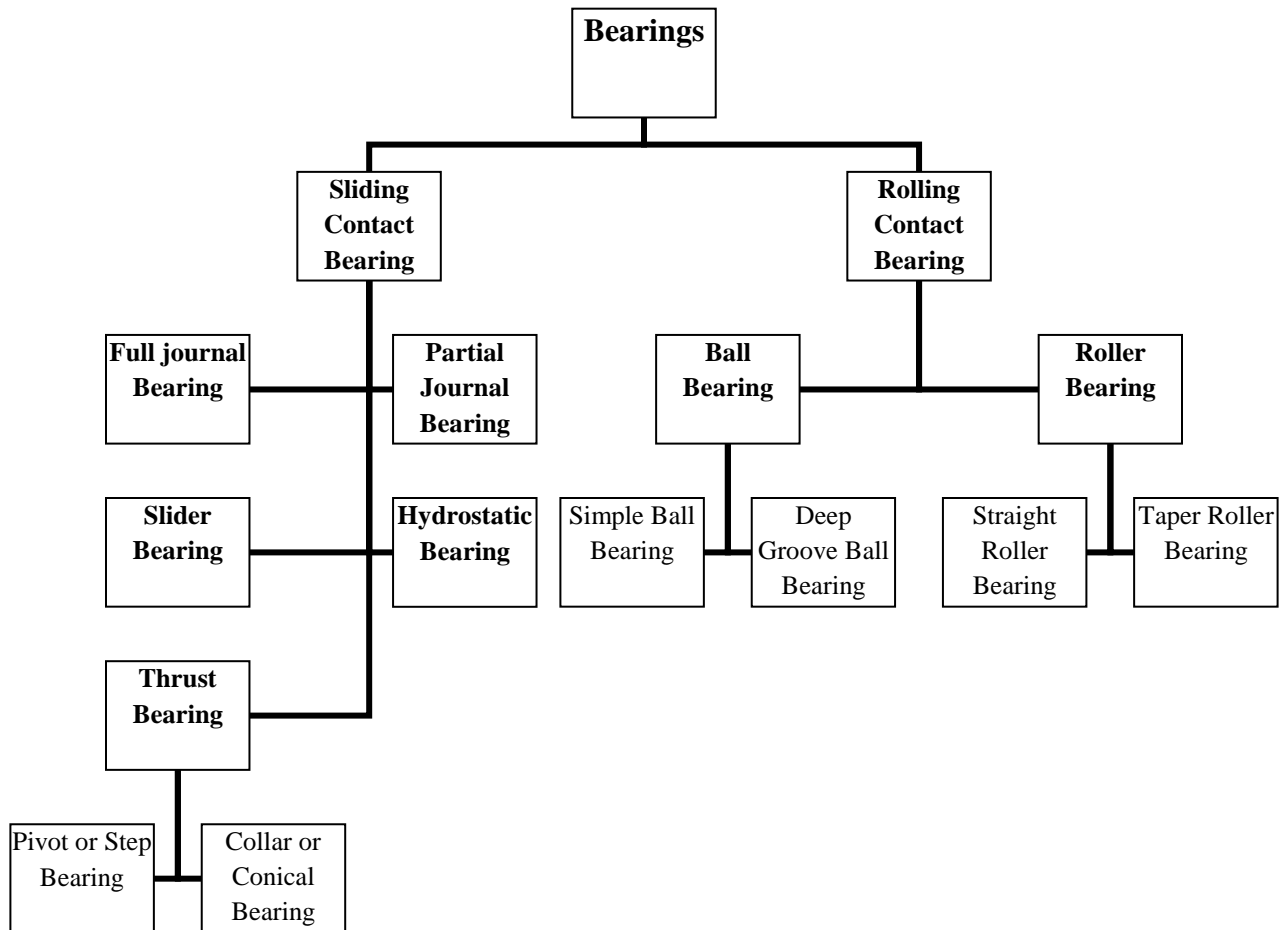 Bearings
Sliding
Contact
Bearing
Rolling
Contact
Bearing
Full journal
Bearing
Partial
Journal
Bearing
Ball
Bearing
Roller
Bearing
Slider
Bearing
Hydrostatic
Bearing
Simple Ball
Bearing
Deep
Groove Ball
Bearing
Straight
Roller
Bearing
Taper Roller
Bearing
Thrust
Bearing
Pivot or Step
Bearing
Collar or
Conical
Bearing